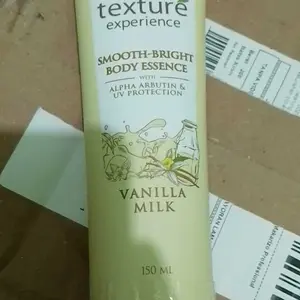 texture
experience
SMOOTH-BRIGHT
BODY ESSENCE
WITH
ALPHA ARBUTIN &
UV PROTECTION
VANILLA
MILK
150 ML